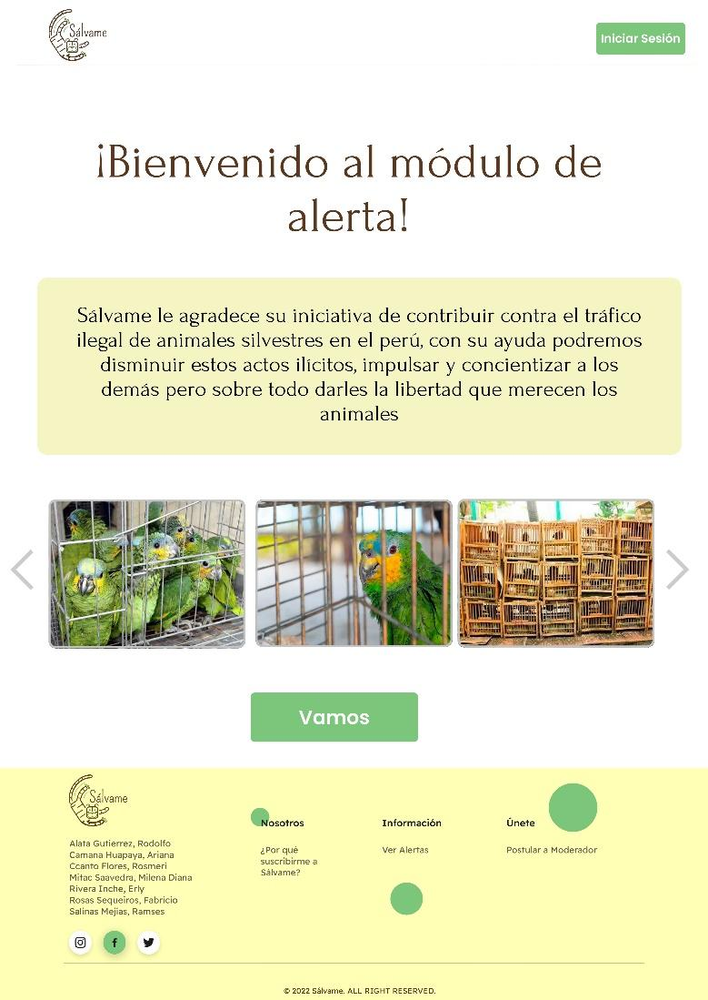 Sálvame
Iniciar Sesión
¡Bienvenido al módulo de
alerta!
Sálvame le agradece su iniciativa de contribuir contra el tráfico
ilegal de animales silvestres en el perú, con su ayuda podremos
disminuir estos actos ilícitos, impulsar y concientizar a los
demás pero sobre todo darles la libertad que merecen los
animales
Vamos
Sálvame
Alata Gutierrez, Rodolfo
Camana Huapaya, Ariana
Ccanto Flores, Rosmeri
Mitac Saavedra, Milena Diana
Rivera Inche, Erly
Rosas Sequeiros, Fabricio
Salinas Mejias, Ramses
Nosotros
¿Por qué
suscribirme a
Sálvame?
Información
Ver Alertas
Únete
Postular a Moderador
© 2022 Sálvame. ALL RIGHT RESERVED.